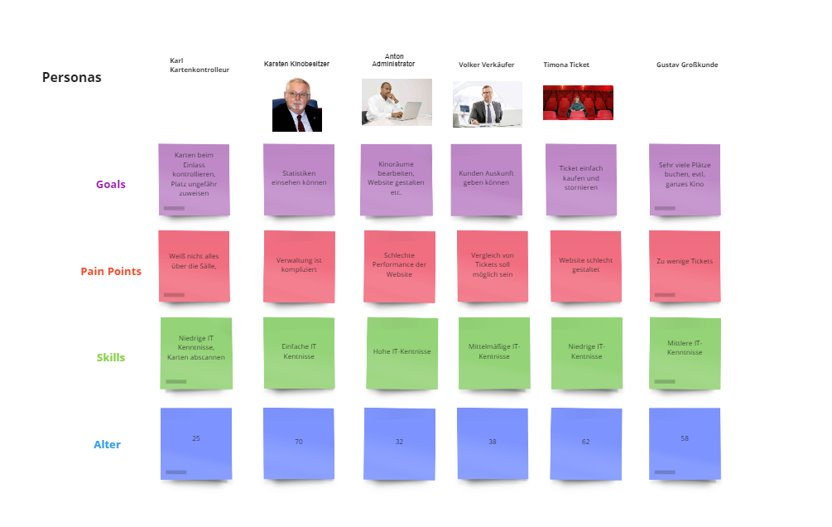 Personas
Karl
Kartenkontrolleur
Karsten Kinobesitzer
Anton
Administrator
Volker Verkäufer
Timona Ticket
Gustav Großkunde
Goals
Karten beim
Einlass
kontrollieren,
Platz ungefähr
zuweisen
Statistiken
einsehen können
Kinoräume
bearbeiten,
Website gestalten
etc.
Kunden Auskunft
geben können
Ticket einfach
kaufen und
stornieren
Sehr viele Plätze
buchen, evtl,
ganzes Kino
Pain Points
Weiß nicht alles
über die Sälle,
Verwaltung ist
kompliziert
Schlechte
Performance der
Website
Vergleich von
Tickets soll
möglich sein
Website schlecht
gestaltet
Zu wenige Tickets
Skills
Niedrige IT
Kenntnisse,
Karten abscannen
Einfache IT
Kentnisse
Hohe IT-Kentnisse
Mittelmäßige IT-
Kentnisse
Niedrige IT-
Kentnisse
Mittlere IT-
Kenntnisse
Alter
25
70
32
38
62
58